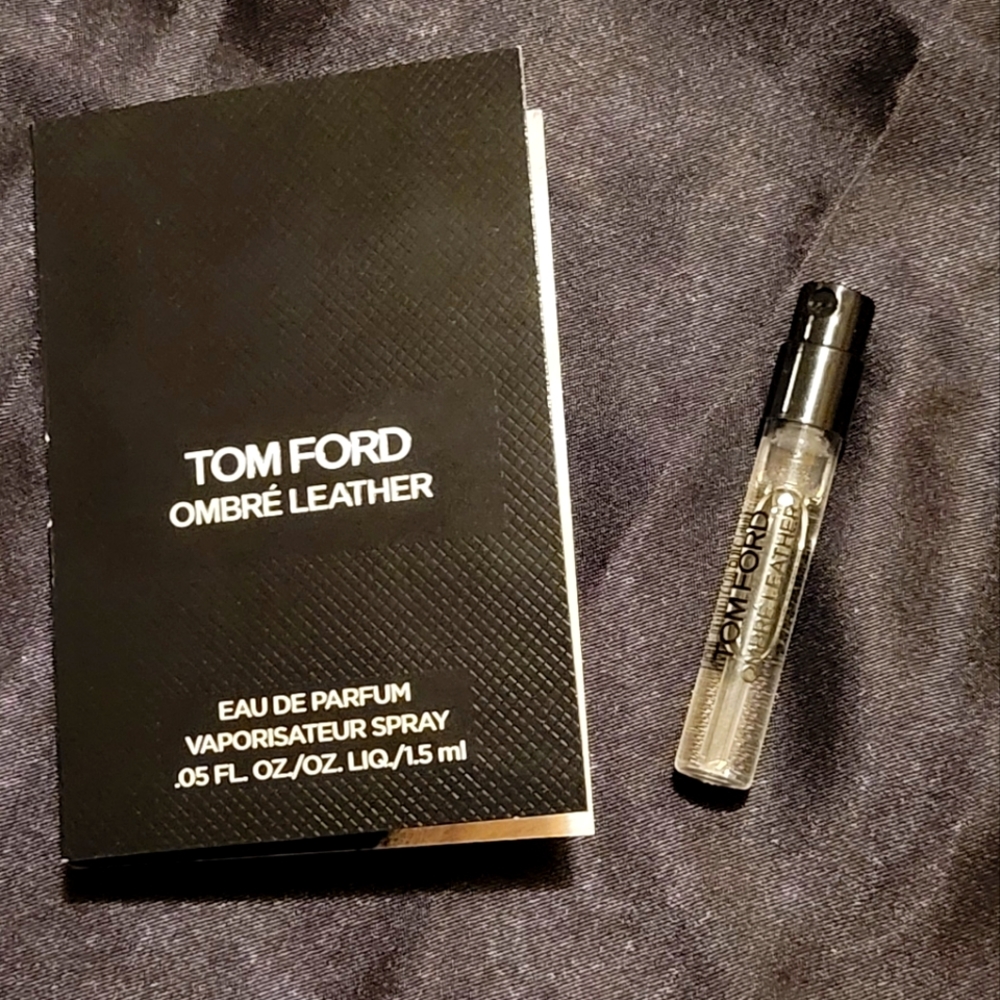 TOM FORD
OMBRÉ LEATHER
EAU DE PARFUM
VAPORISATEUR SPRAY
.05 FL. OZ./OZ. LIQ./1.5 ml
TOM FORD
OMBRÉ LEATHER